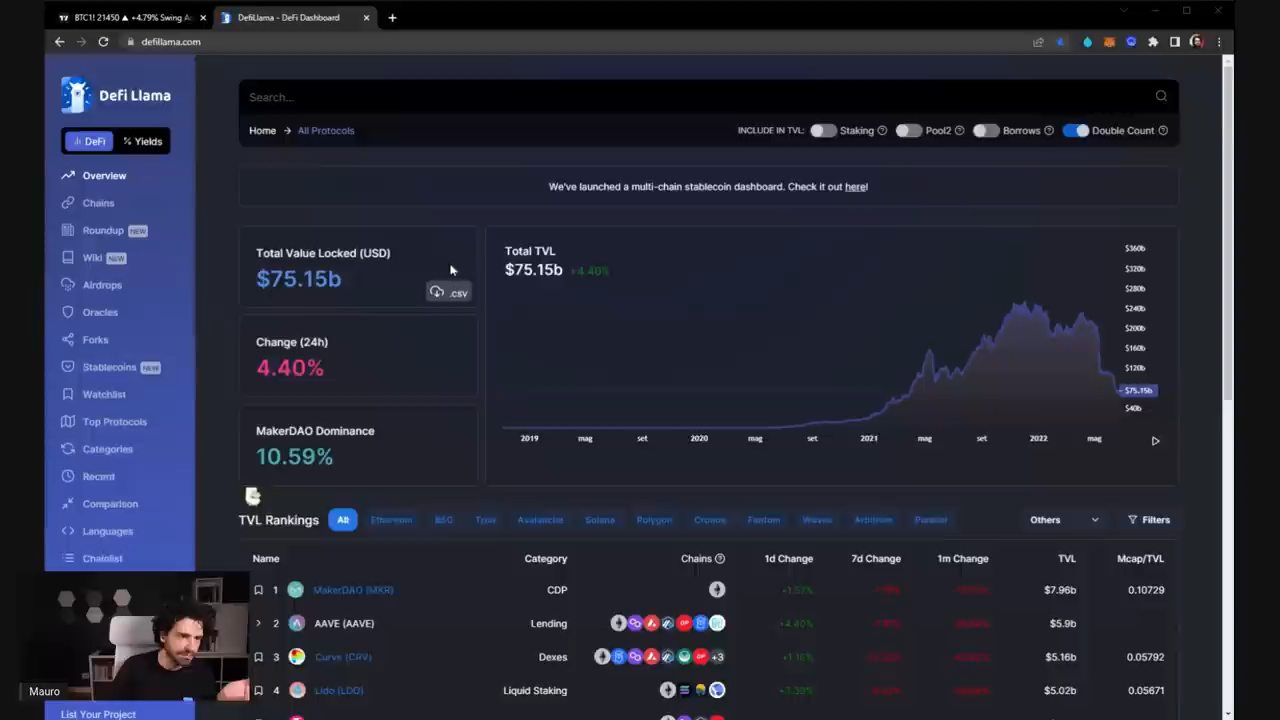 BTC1! 21450 ▲ +4.79% Swing
DefiLlama - DeFi Dashboard
defillama.com
Defi Llama
DeFi
Yields
Overview
Chains
Roundup NEW
Wiki NEW
Airdrops
Oracles
Forks
Stablecoins NEW
Watchlist
Top Protocols
Categories
Recent
Comparison
Languages
Chainlist
List Your Project
Mauro
Search...
Home → All Protocols
INCLUDE IN TVL: Staking Pool2 Borrows Double Count
We've launched a multi-chain stablecoin dashboard. Check it out here!
Total Value Locked (USD)
$75.15b
.csv
Change (24h)
4.40%
MakerDAO Dominance
10.59%
Total TVL
$75.15b +4.40%
$360b
$320b
$280b
$240b
$200b
$160b
$120b
$75.15b
$40b
2019 mag set 2020 mag set 2021 mag set 2022 mag
TVL Rankings All Ethereum BSC Tron Avalanche Solana Polygon Cronos Fantom Waves Arbitrum Parallel Others Filters
Name Category Chains 1d Change 7d Change 1m Change TVL Mcap/TVL
1 MakerDAO (MKR) CDP $7.96b 0.10729
2 AAVE (AAVE) Lending +4.40% $5.9b
3 Curve (CRV) Dexes +3 $5.16b 0.05792
4 Lido (LDO) Liquid Staking $5.02b 0.05671